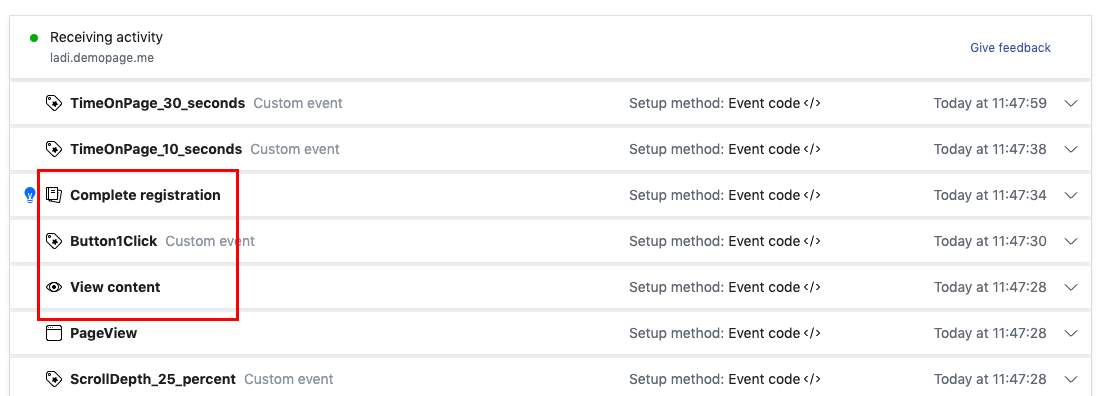 Receiving activity
ladi.demopage.me
Give feedback
TimeOnPage_30_seconds Custom event Setup method: Event code </> Today at 11:47:59
TimeOnPage_10_seconds Custom event Setup method: Event code </> Today at 11:47:38
Complete registration Setup method: Event code </> Today at 11:47:34
Button1Click Custom event Setup method: Event code </> Today at 11:47:30
View content Setup method: Event code </> Today at 11:47:28
PageView Setup method: Event code </> Today at 11:47:28
ScrollDepth_25_percent Custom event Setup method: Event code </> Today at 11:47:28